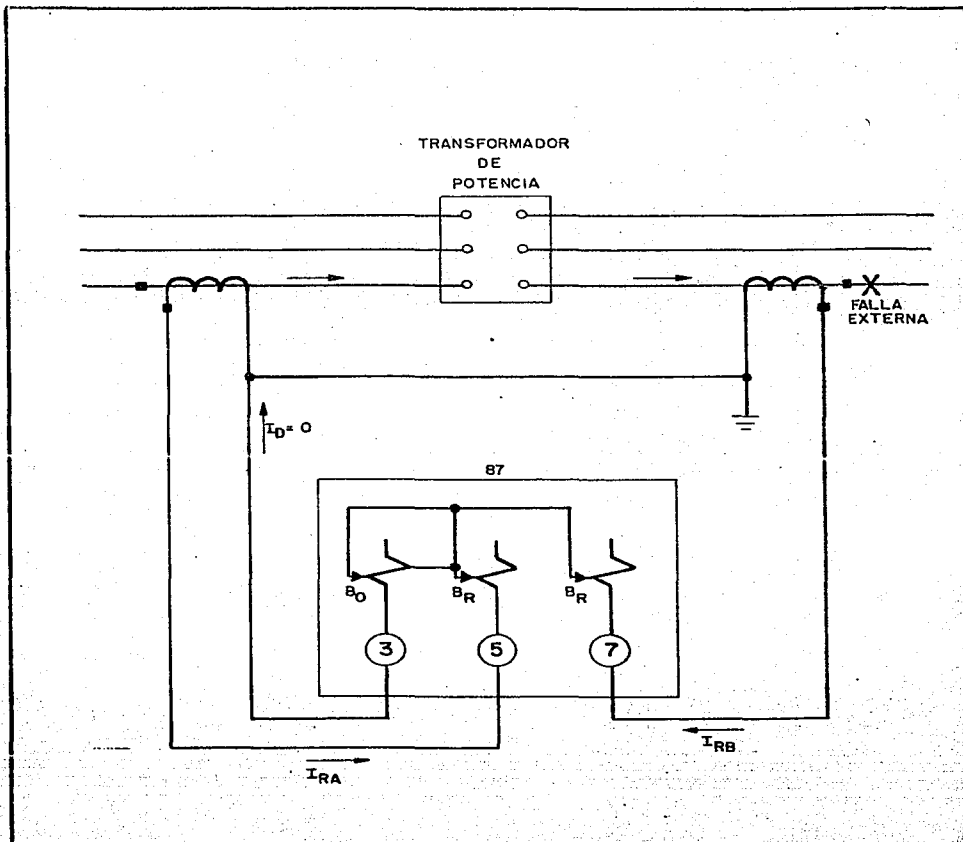 TRANSFORMADOR
DE
POTENCIA
FALLA
EXTERNA
I_D = 0
87
B_O
B_R
B_R
3
5
7
I_RA
I_RB